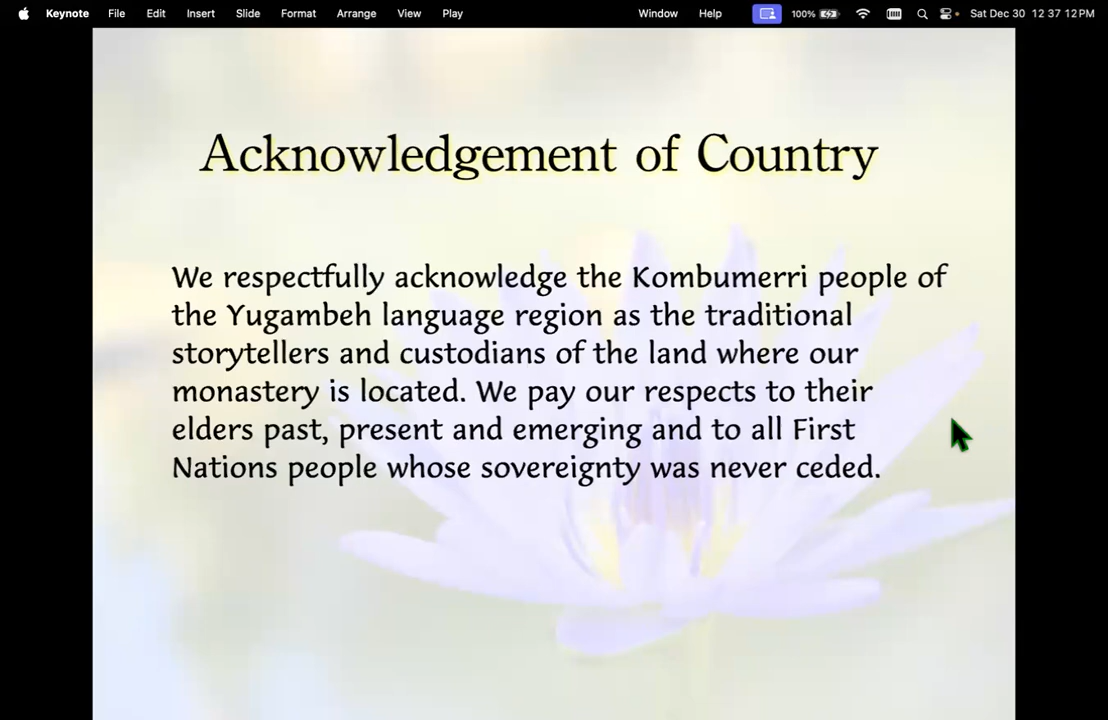 Keynote File Edit Insert Slide Format Arrange View Play Window Help 100% Sat Dec 30 12 37 12 PM
Acknowledgement of Country
We respectfully acknowledge the Kombumerri people of
the Yugambeh language region as the traditional
storytellers and custodians of the land where our
monastery is located. We pay our respects to their
elders past, present and emerging and to all First
Nations people whose sovereignty was never ceded.